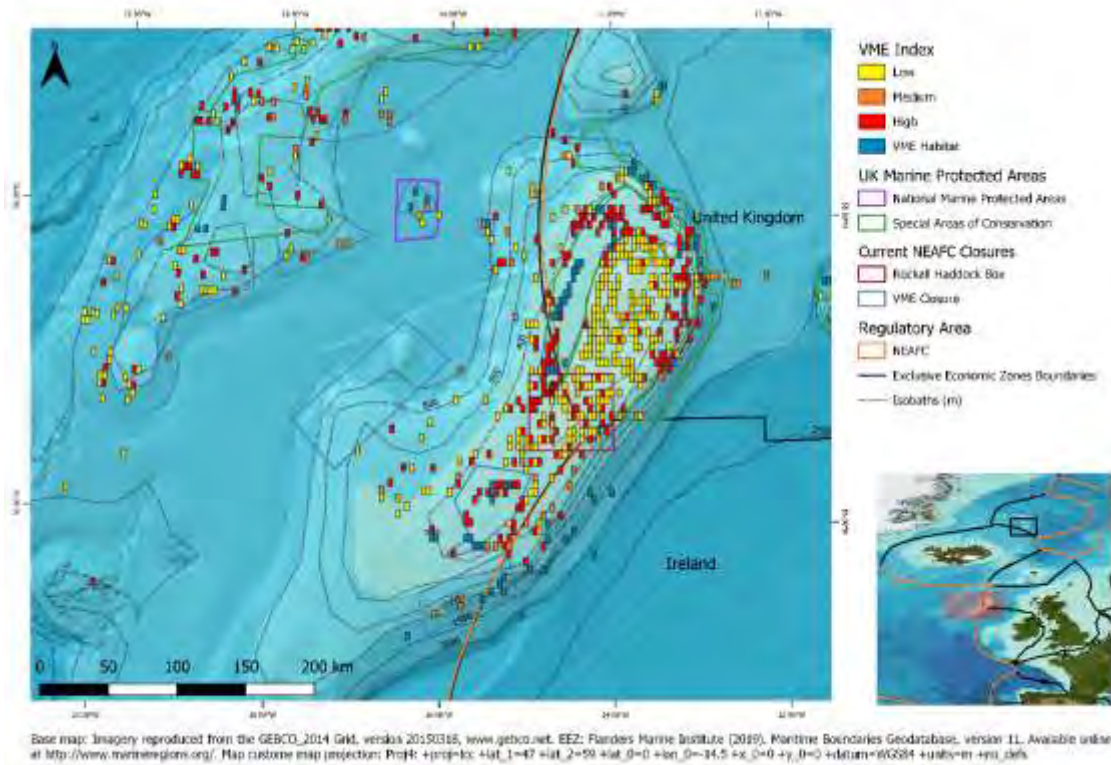 VME Index
Low
Medium
High
VME Habitat
UK Marine Protected Areas
National Marine Protected Areas
Special Areas of Conservation
Current NEAFC Closures
Rockall Haddock Box
VME Closure
Regulatory Area
NEAFC
Exclusive Economic Zones Boundaries
Isobaths (m)
United Kingdom
Ireland
0 50 100 150 200 km
Base map: Imagery reproduced from the GEBCO_2014 Grid, version 20150318, www.gebco.net. EEZ: Flanders Marine Institute (2019). Maritime Boundaries Geodatabase, version 11. Available online
at http://www.marineregions.org/. Map custome map projection: Proj4: +proj=lcc +lat_1=47 +lat_2=59 +lat_0=0 +lon_0=-14.5 +x_0=0 +y_0=0 +datum=WGS84 +units=m +no_defs